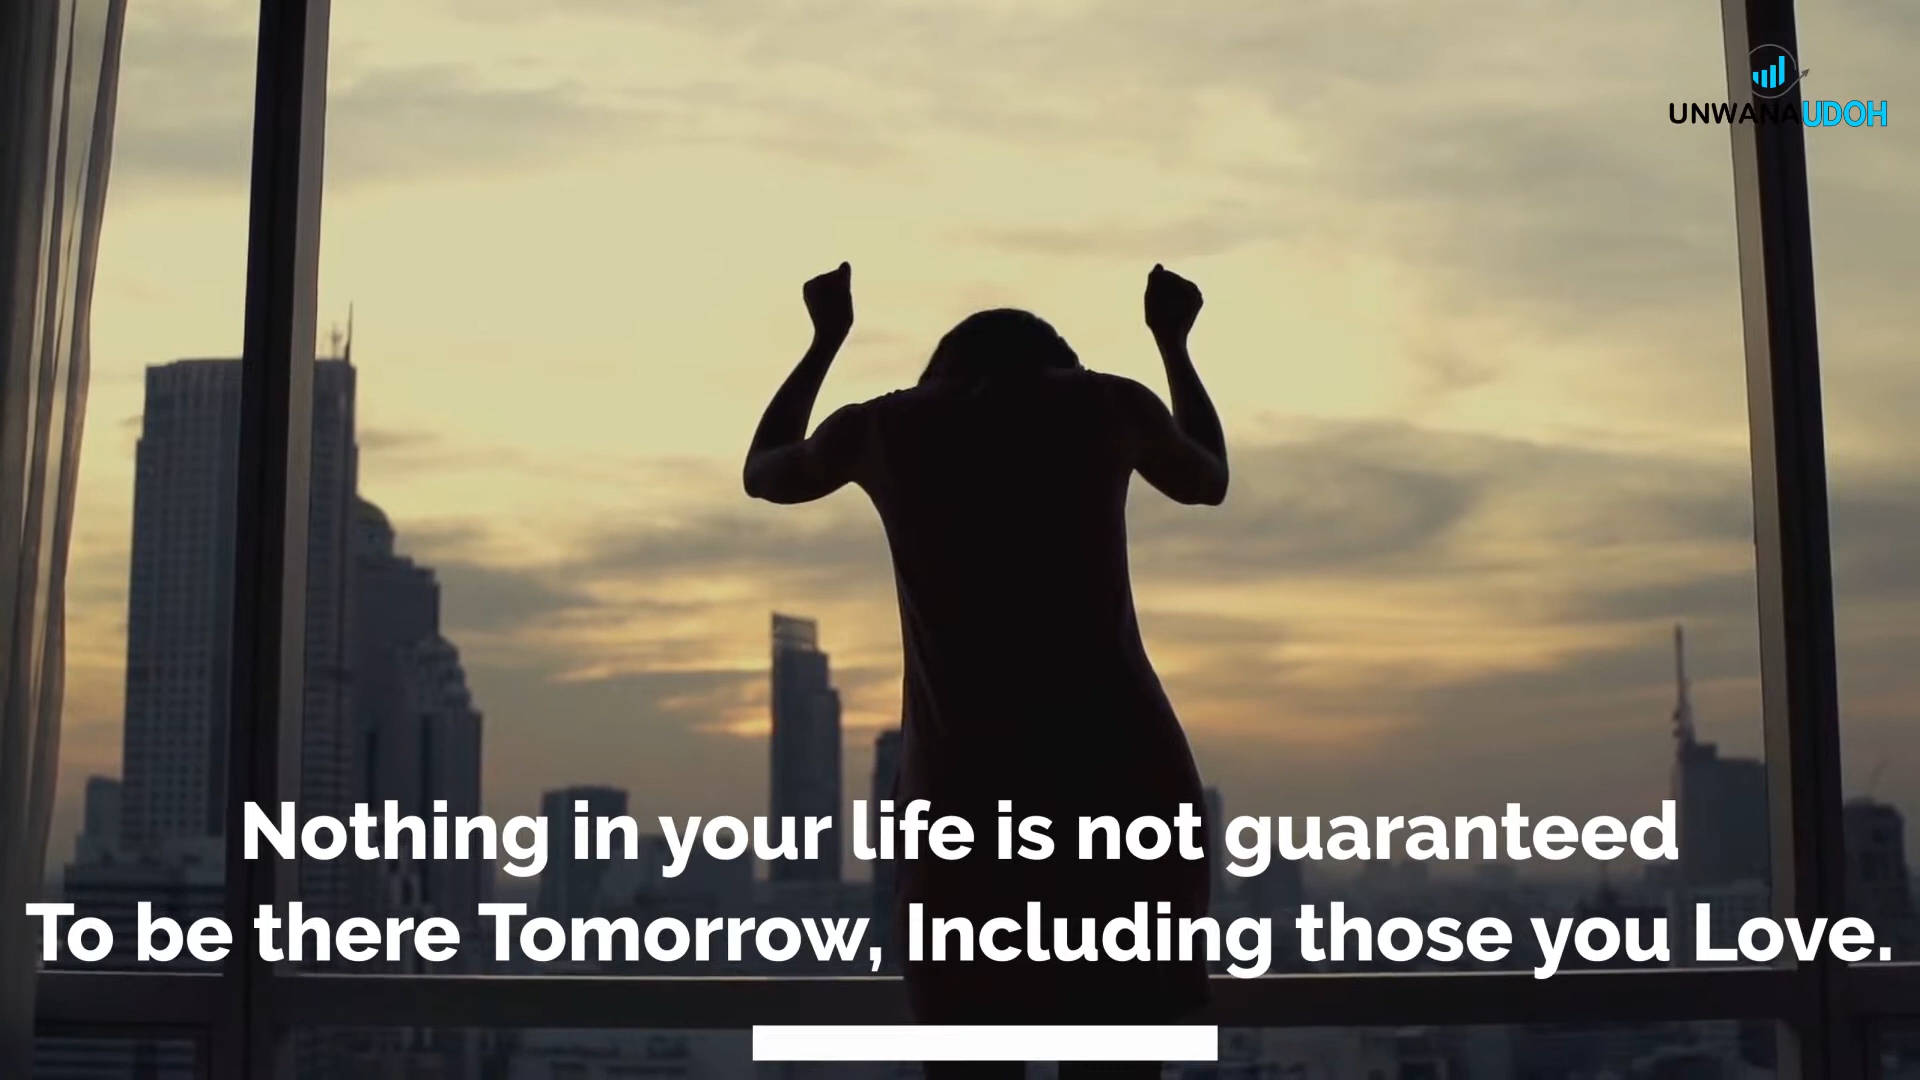 UNWANAUDOH
Nothing in your life is not guaranteed
To be there Tomorrow, Including those you Love.